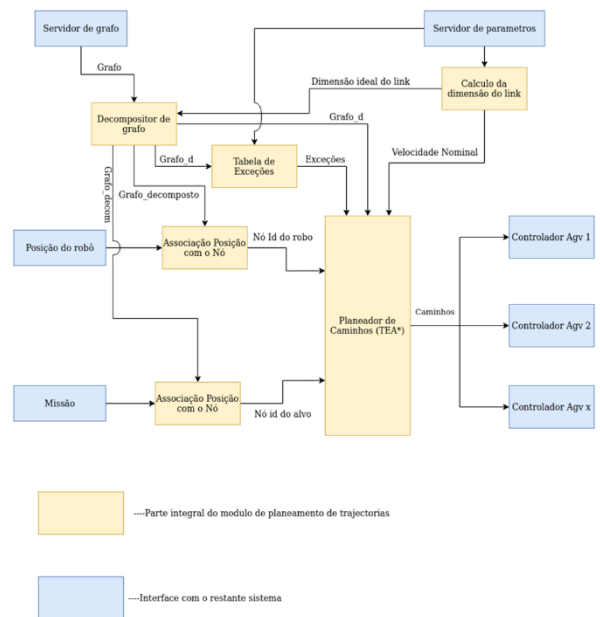 Servidor de grafo
Servidor de parametros
Grafo
Dimensão ideal do link
Calculo da
dimensão do link
Decompositor de
grafo
Grafo_d
Grafo_d
Tabela de
Exceções
Exceções
Velocidade Nominal
Grafo_decom
Grafo_decomposto
Posição do robô
Associação Posição
com o Nó
Nó Id do robo
Controlador Agv 1
Planeador de
Caminhos (TEA*)
Caminhos
Controlador Agv 2
Missão
Associação Posição
com o Nó
Nó id do alvo
Controlador Agv x
----Parte integral do modulo de planeamento de trajectorias
----Interface com o restante sistema